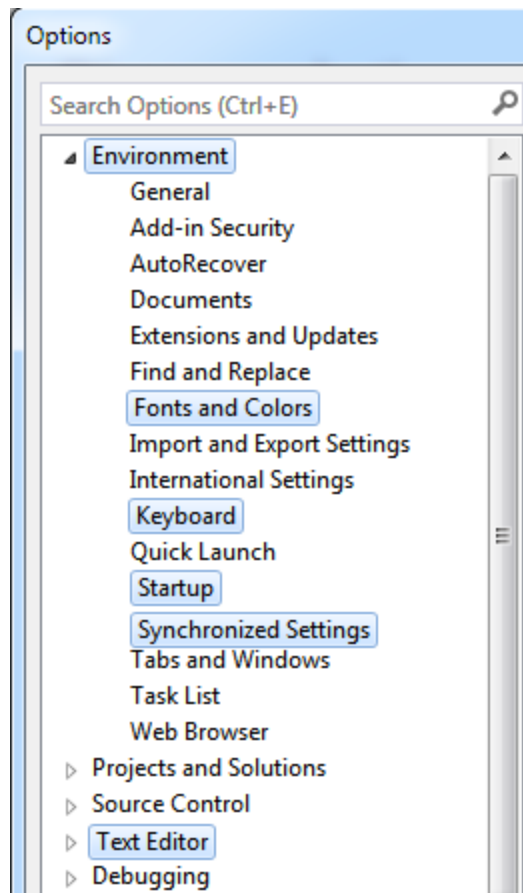 Options
Search Options (Ctrl+E)
Environment
General
Add-in Security
AutoRecover
Documents
Extensions and Updates
Find and Replace
Fonts and Colors
Import and Export Settings
International Settings
Keyboard
Quick Launch
Startup
Synchronized Settings
Tabs and Windows
Task List
Web Browser
Projects and Solutions
Source Control
Text Editor
Debugging